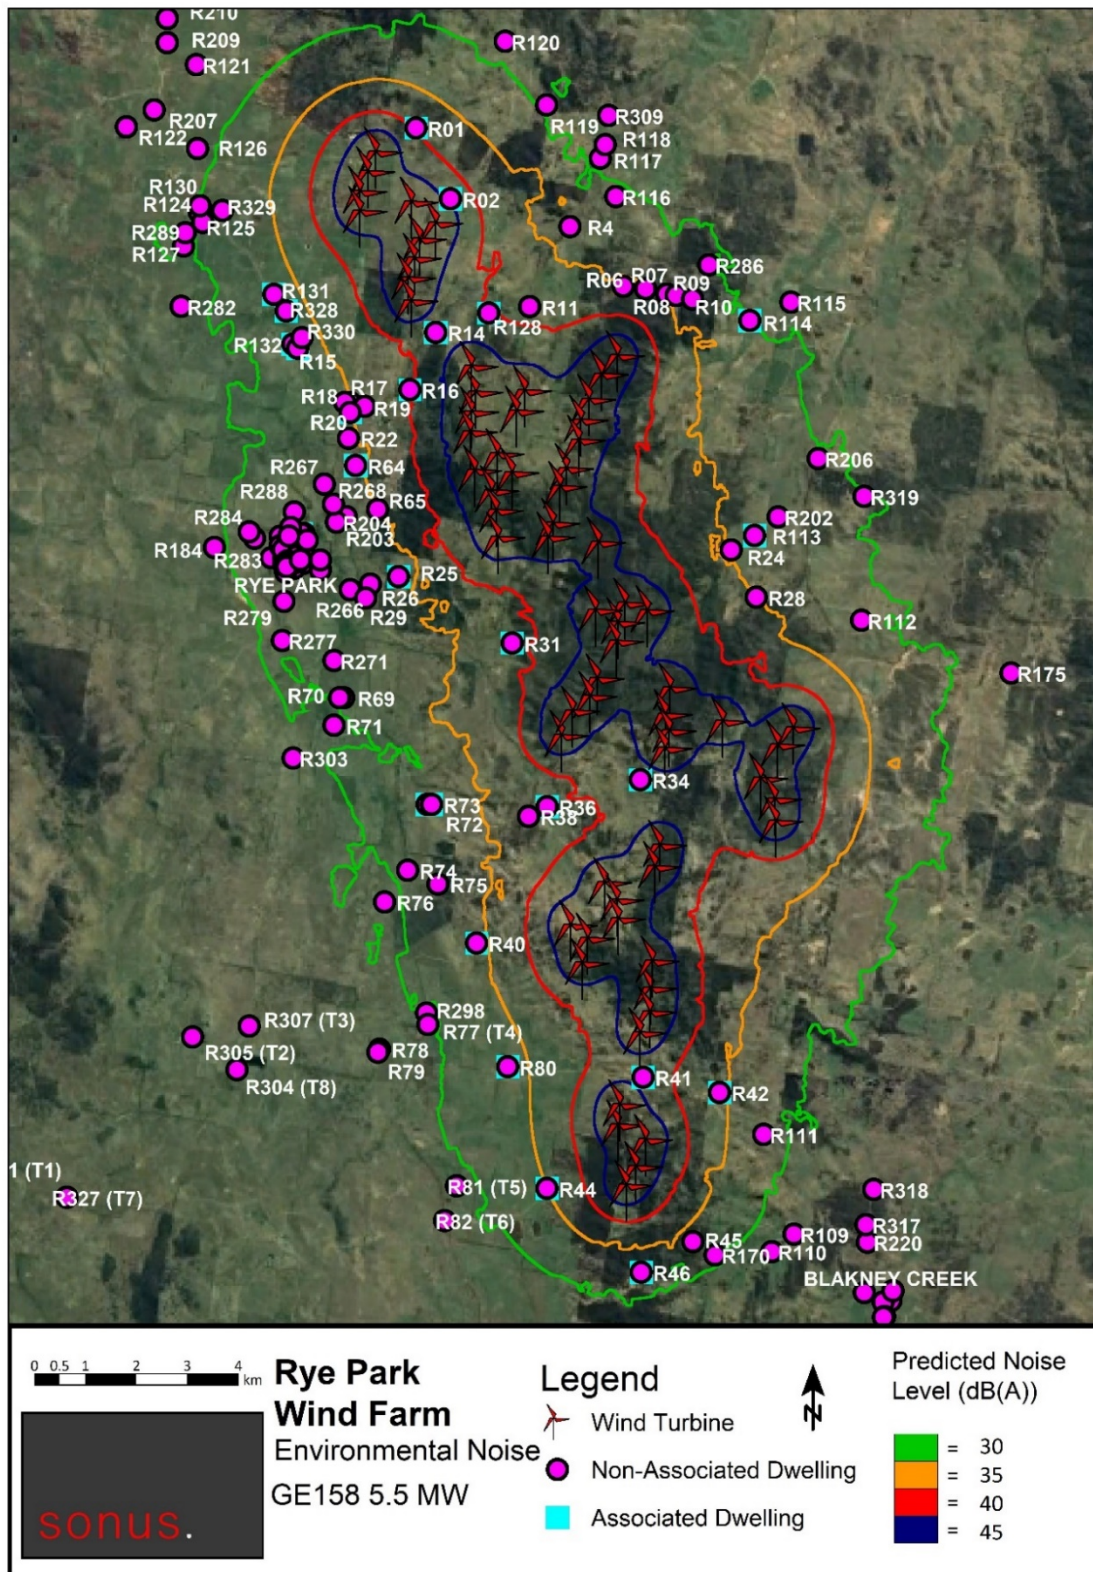 R210
R209
R121
R120
R207
R122
R126
R01
R119
R309
R118
R117
R130
R124
R329
R125
R289
R127
R02
R116
R4
R286
R131
R282
R328
R330
R132
R15
R14
R128
R11
R06
R07
R08
R09
R10
R115
R114
R18
R17
R16
R19
R20
R22
R64
R206
R267
R268
R65
R319
R288
R204
R203
R202
R113
R24
R284
R184
R283
RYE PARK
R25
R26
R266
R29
R28
R279
R112
R277
R31
R271
R175
R70
R69
R71
R303
R34
R73
R72
R36
R38
R74
R75
R76
R40
R298
R77 (T4)
R307 (T3)
R305 (T2)
R304 (T8)
R78
R79
R80
R41
R42
R111
1 (T1)
R327 (T7)
R81 (T5)
R82 (T6)
R44
R318
R317
R220
R45
R170
R109
R110
R46
BLAKNEY CREEK
0 0.5 1 2 3 4
km
Rye Park
Wind Farm
Environmental Noise
GE158 5.5 MW
sonus.
Legend
Wind Turbine
Non-Associated Dwelling
Associated Dwelling
N
Predicted Noise
Level (dB(A))
= 30
= 35
= 40
= 45